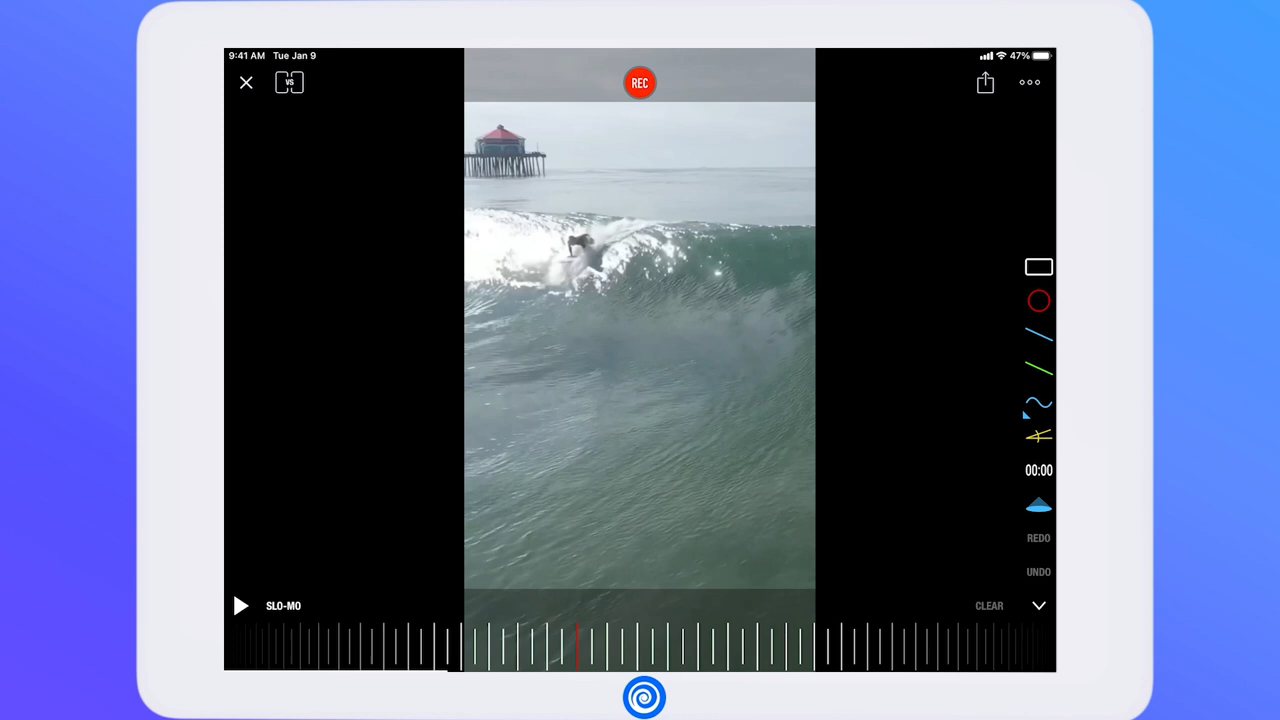 9:41 AM Tue Jan 9
47%
VS
REC
00:00
REDO
UNDO
SLO-MO
CLEAR